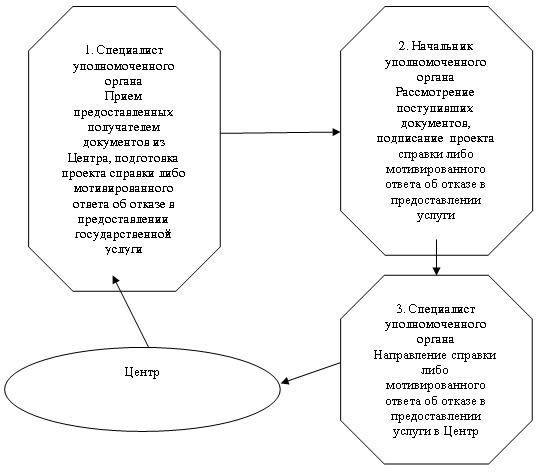 1. Специалист
уполномоченного
органа
Прием
предоставленных
получателем
документов из
Центра, подготовка
проекта справки либо
мотивированного
ответа об отказе в
предоставлении
государственной
услуги
2. Начальник
уполномоченного
органа
Рассмотрение
поступивших
документов,
подписание проекта
справки либо
мотивированного
ответа об отказе в
предоставлении
услуги
3. Специалист
уполномоченного
органа
Направление справки
либо
мотивированного
ответа об отказе в
предоставлении
услуги в Центр
Центр